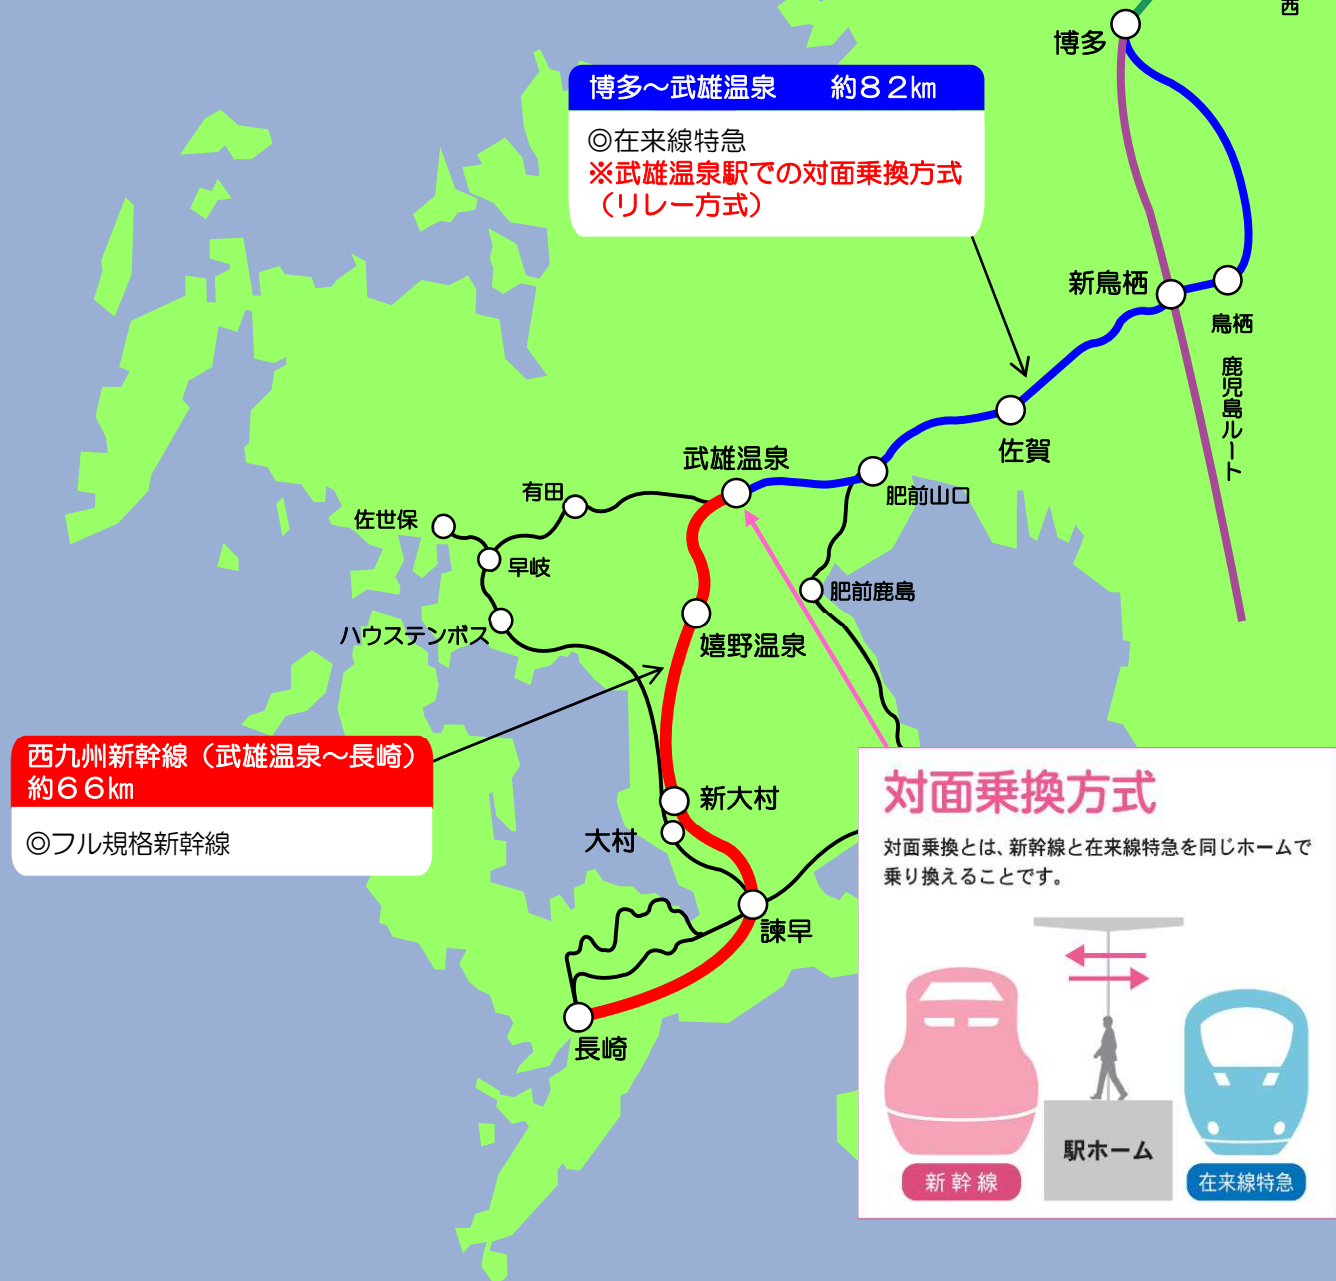 西
博多
博多～武雄温泉　　約８２㎞
◎在来線特急
※武雄温泉駅での対面乗換方式
（リレー方式）
新鳥栖
鳥栖
鹿児島ルート
佐賀
武雄温泉
肥前山口
有田
佐世保
早岐
肥前鹿島
ハウステンボス
嬉野温泉
西九州新幹線（武雄温泉～長崎）
約６６㎞
◎フル規格新幹線
新大村
大村
諫早
長崎
対面乗換方式
対面乗換とは、新幹線と在来線特急を同じホームで
乗り換えることです。
駅ホーム
新幹線
在来線特急